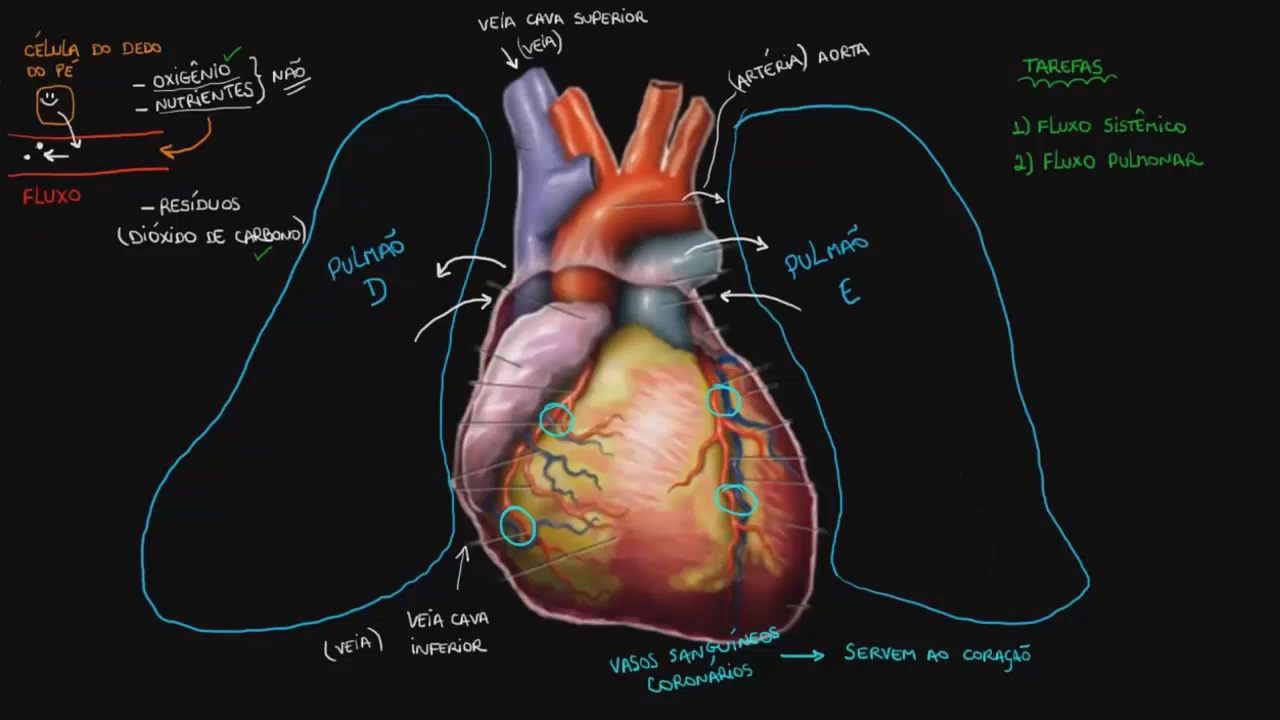 VEIA CAVA SUPERIOR
(VEIA)
(ARTÉRIA) AORTA
CÉLULA DO DEDO
DO PÉ
- OXIGÊNIO
- NUTRIENTES
NÃO
FLUXO
- RESÍDUOS
(DIÓXIDO DE CARBONO)
TAREFAS
1) FLUXO SISTÊMICO
2) FLUXO PULMONAR
PULMÃO
D
PULMÃO
E
(VEIA) VEIA CAVA
INFERIOR
VASOS SANGUÍNEOS
CORONÁRIOS
SERVEM AO CORAÇÃO